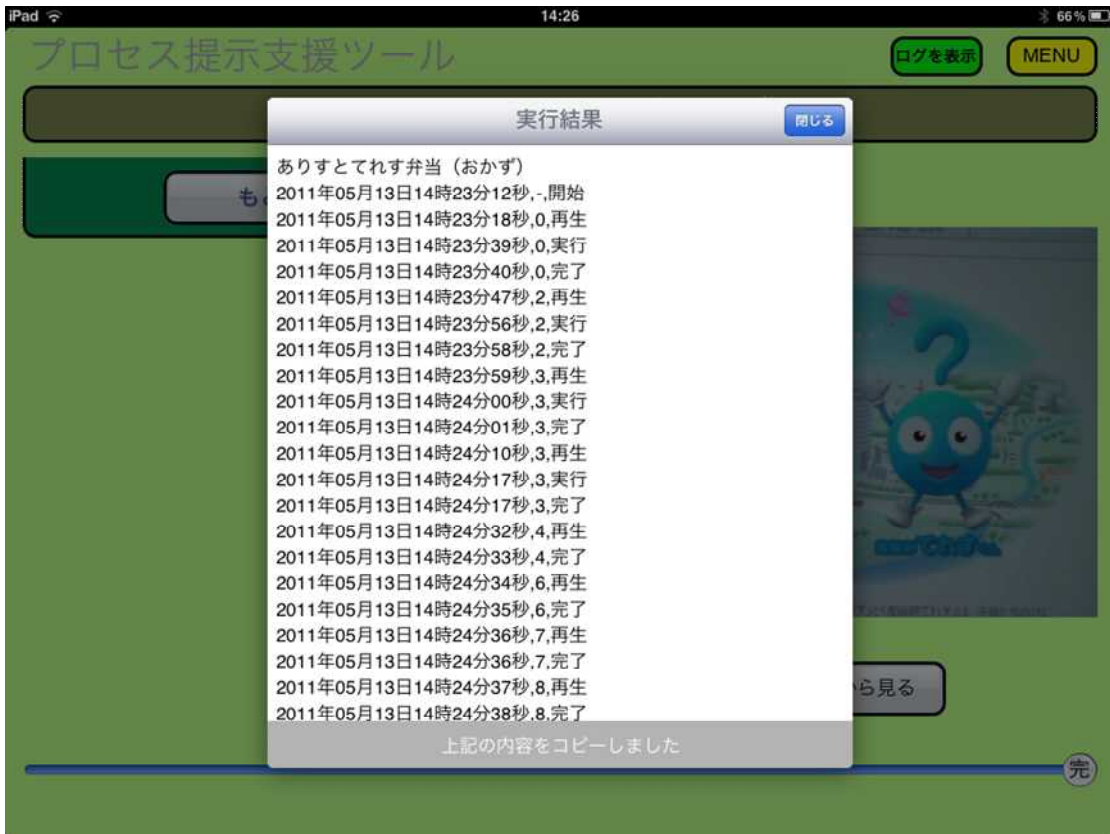 iPad 14:26 66%
プロセス提示支援ツール
ログを表示
MENU
実行結果
閉じる
も
ありすとてれす弁当（おかず）
2011年05月13日14時23分12秒,-,開始
2011年05月13日14時23分18秒,0,再生
2011年05月13日14時23分39秒,0,実行
2011年05月13日14時23分40秒,0,完了
2011年05月13日14時23分47秒,2,再生
2011年05月13日14時23分56秒,2,実行
2011年05月13日14時23分58秒,2,完了
2011年05月13日14時23分59秒,3,再生
2011年05月13日14時24分00秒,3,実行
2011年05月13日14時24分01秒,3,完了
2011年05月13日14時24分10秒,3,再生
2011年05月13日14時24分17秒,3,実行
2011年05月13日14時24分17秒,3,完了
2011年05月13日14時24分32秒,4,再生
2011年05月13日14時24分33秒,4,完了
2011年05月13日14時24分34秒,6,再生
2011年05月13日14時24分35秒,6,完了
2011年05月13日14時24分36秒,7,再生
2011年05月13日14時24分36秒,7,完了
2011年05月13日14時24分37秒,8,再生
2011年05月13日14時24分38秒,8,完了
から見る
上記の内容をコピーしました
完